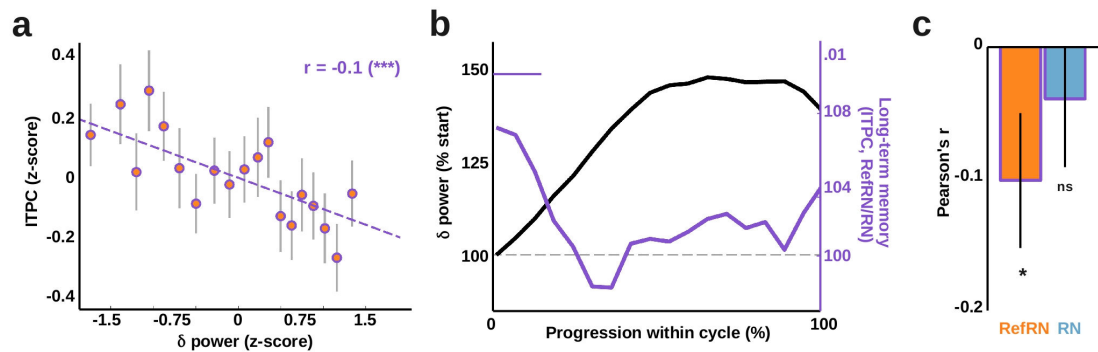 a
ITPC (z-score)
0.4
0.2
0
-0.2
-0.4
r = -0.1 (***)
-1.5 -0.75 0 0.75 1.5
δ power (z-score)
b
δ power (% start)
150
125
100
0 100
Progression within cycle (%)
.01
108
104
100
Long-term memory
(ITPC, RefRN/RN)
c
Pearson's r
0
-0.1
-0.2
*
ns
RefRN RN